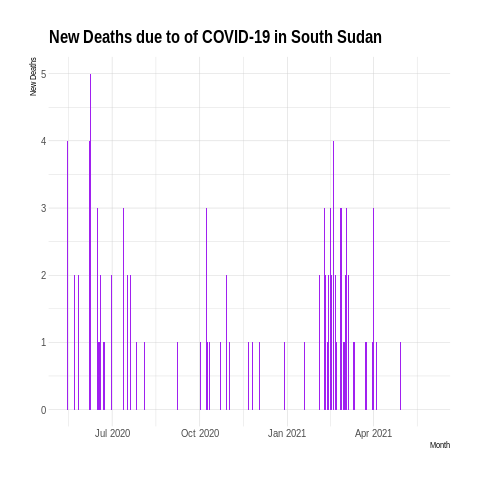 New Deaths due to of COVID-19 in South Sudan
New Deaths
5
4
3
2
1
0
Jul 2020 Oct 2020 Jan 2021 Apr 2021
Month